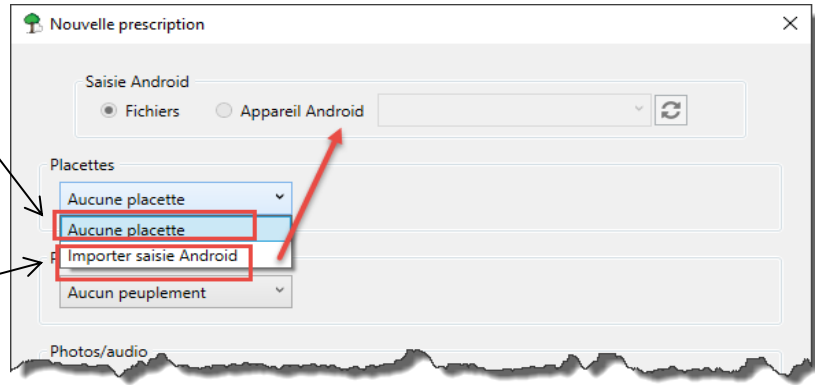 Nouvelle prescription
Saisie Android
Fichiers Appareil Android
Placettes
Aucune placette
Aucune placette
Importer saisie Android
Aucun peuplement
Photos/audio